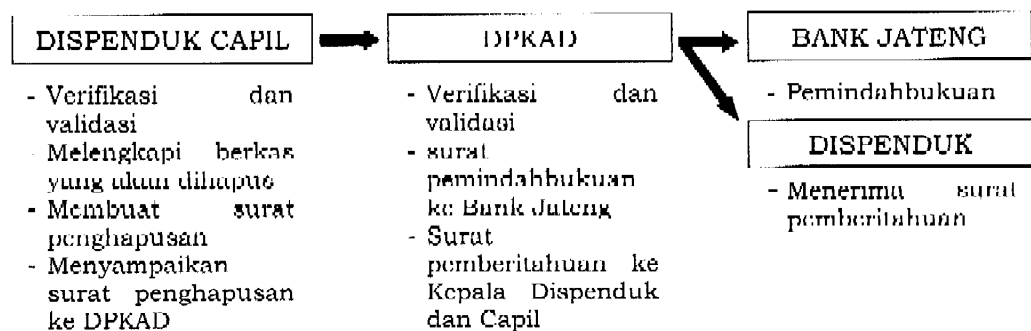 DISPENDUK CAPIL
- Verifikasi dan
validasi
- Melengkapi berkas
yang akan dihapus
- Membuat surat
penghapusan
- Menyampaikan
surat penghapusan
ke DPKAD
DPKAD
- Verifikasi dan
validasi
- surat
pemindahbukuan
ke Bank Jateng
- Surat
pemberitahuan ke
Kepala Dispenduk
dan Capil
BANK JATENG
- Pemindahbukuan
DISPENDUK
- Menerima surat
pemberitahuan